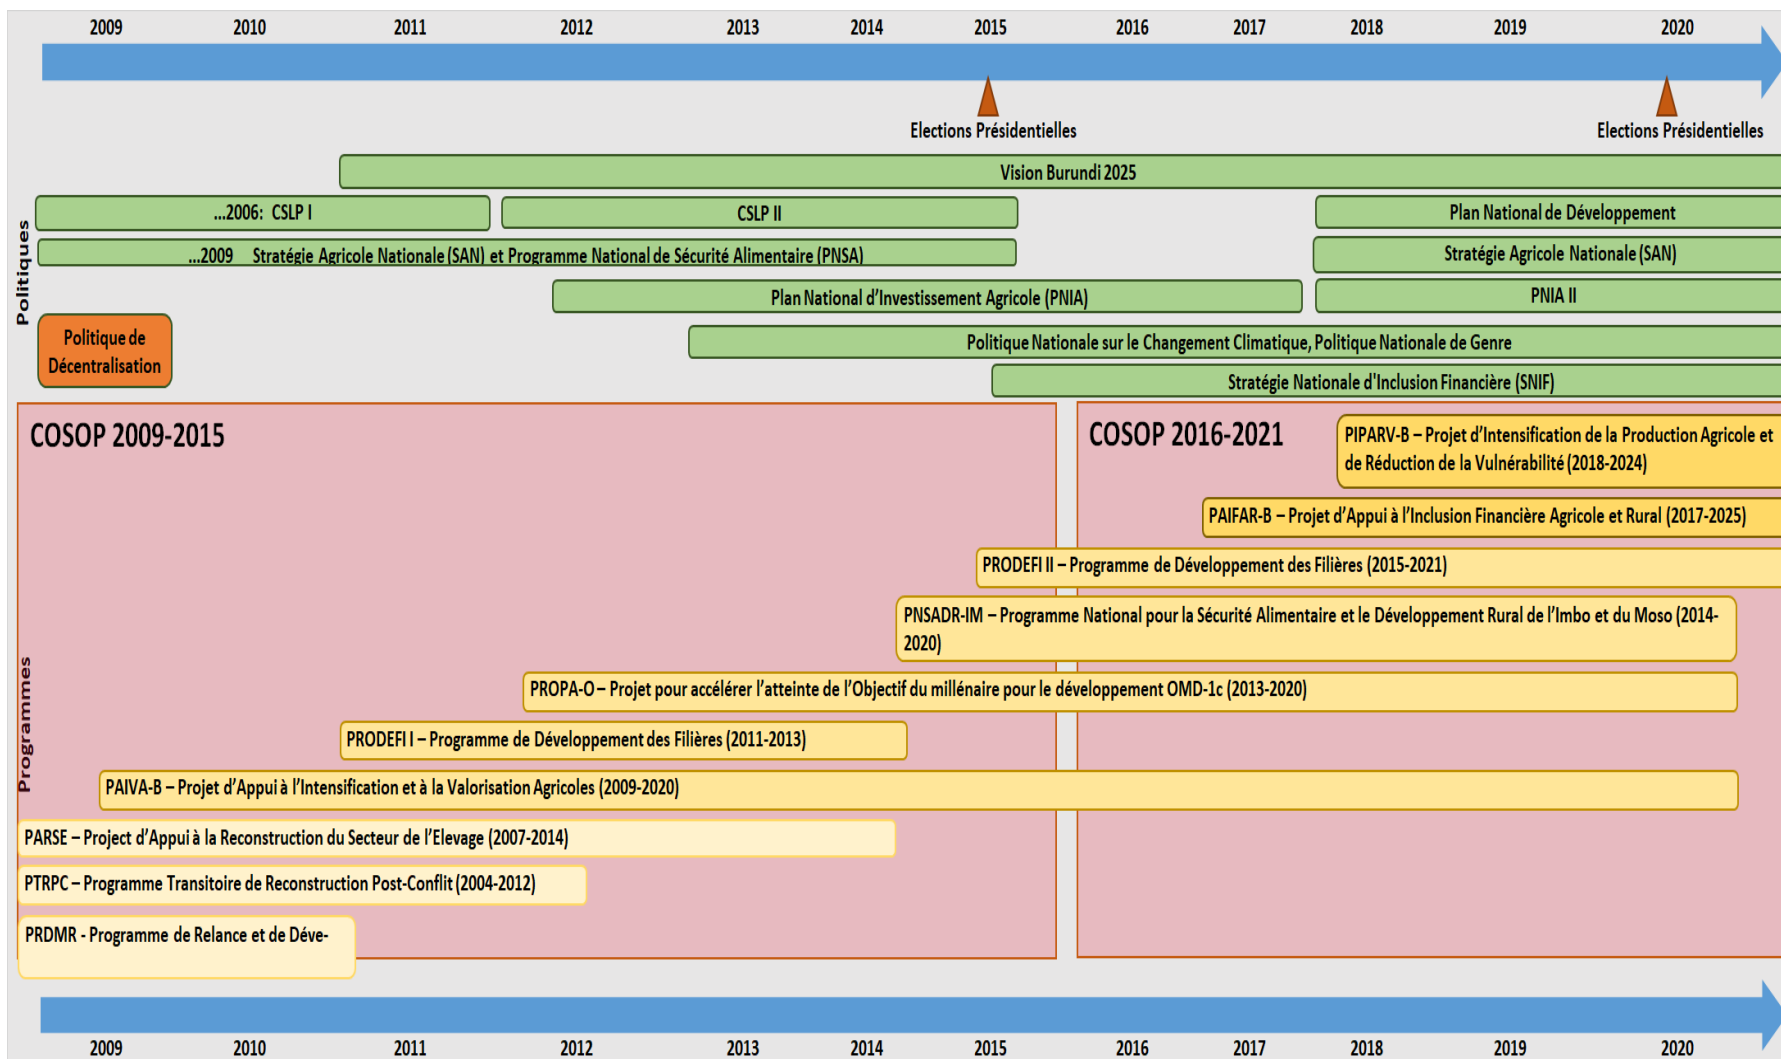 2009 2010 2011 2012 2013 2014 2015 2016 2017 2018 2019 2020
Elections Présidentielles
Elections Présidentielles
Politiques
Vision Burundi 2025
...2006: CSLP I
CSLP II
Plan National de Développement
...2009 Stratégie Agricole Nationale (SAN) et Programme National de Sécurité Alimentaire (PNSA)
Stratégie Agricole Nationale (SAN)
Plan National d'Investissement Agricole (PNIA)
PNIA II
Politique de
Décentralisation
Politique Nationale sur le Changement Climatique, Politique Nationale de Genre
Stratégie Nationale d'Inclusion Financière (SNIF)
Programmes
COSOP 2009-2015
COSOP 2016-2021
PIPARV-B – Projet d'Intensification de la Production Agricole et
de Réduction de la Vulnérabilité (2018-2024)
PAIFAR-B – Projet d'Appui à l'Inclusion Financière Agricole et Rural (2017-2025)
PRODEFI II – Programme de Développement des Filières (2015-2021)
PNSADR-IM – Programme National pour la Sécurité Alimentaire et le Développement Rural de l'Imbo et du Moso (2014-
2020)
PROPA-O – Projet pour accélérer l'atteinte de l'Objectif du millénaire pour le développement OMD-1c (2013-2020)
PRODEFI I – Programme de Développement des Filières (2011-2013)
PAIVA-B – Projet d'Appui à l'Intensification et à la Valorisation Agricoles (2009-2020)
PARSE – Project d'Appui à la Reconstruction du Secteur de l'Elevage (2007-2014)
PTRPC – Programme Transitoire de Reconstruction Post-Conflit (2004-2012)
PRDMR - Programme de Relance et de Déve-
2009 2010 2011 2012 2013 2014 2015 2016 2017 2018 2019 2020